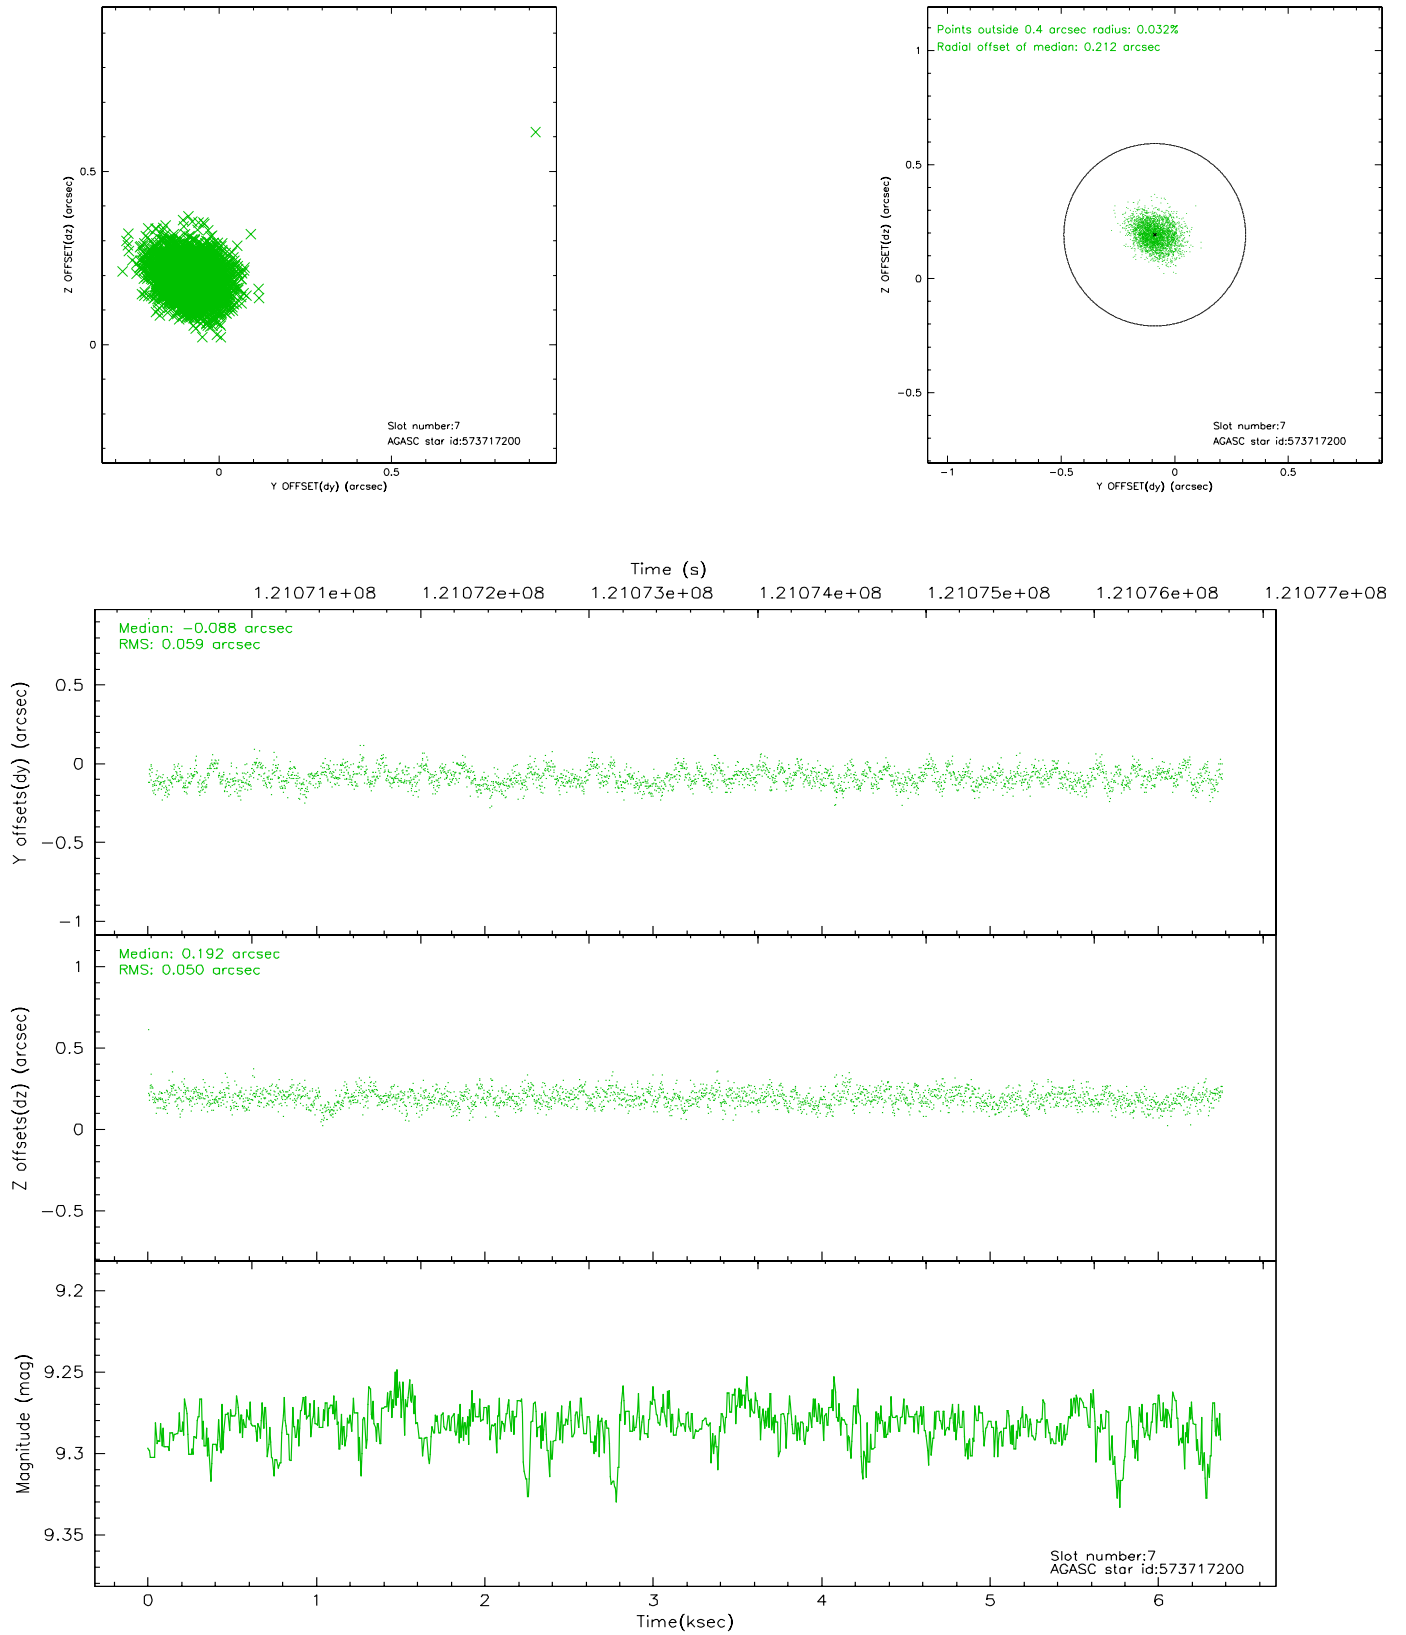 0.5
0
Z OFFSET(dz) (arcsec)
Slot number:7
AGASC star id:573717200
0
0.5
Y OFFSET(dy) (arcsec)
Points outside 0.4 arcsec radius: 0.032%
Radial offset of median: 0.212 arcsec
1
0.5
0
−0.5
Z OFFSET(dz) (arcsec)
Slot number:7
AGASC star id:573717200
−1
−0.5
0
0.5
Y OFFSET(dy) (arcsec)
Time (s)
1.21071e+08 1.21072e+08 1.21073e+08 1.21074e+08 1.21075e+08 1.21076e+08 1.21077e+08
Median: −0.088 arcsec
RMS: 0.059 arcsec
0.5
0
−0.5
−1
Y offsets(dy) (arcsec)
Median: 0.192 arcsec
RMS: 0.050 arcsec
1
0.5
0
−0.5
Z offsets(dz) (arcsec)
9.2
9.25
9.3
9.35
Magnitude (mag)
Slot number:7
AGASC star id:573717200
0 1 2 3 4 5 6
Time(ksec)